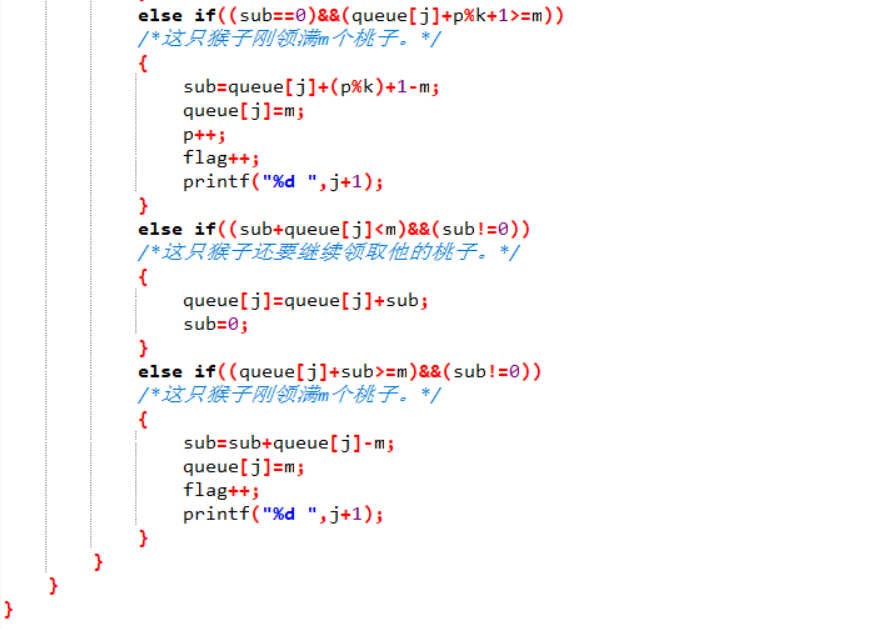 else if((sub==0)&&(queue[j]+p%k+1>=m))
/*这只猴子刚领满m个桃子。*/
{
sub=queue[j]+(p%k)+1-m;
queue[j]=m;
p++;
flag++;
printf("%d ",j+1);
}
else if((sub+queue[j]<m)&&(sub!=0))
/*这只猴子还要继续领取他的桃子。*/
{
queue[j]=queue[j]+sub;
sub=0;
}
else if((queue[j]+sub>=m)&&(sub!=0))
/*这只猴子刚领满m个桃子。*/
{
sub=sub+queue[j]-m;
queue[j]=m;
flag++;
printf("%d ",j+1);
}
}
}
}